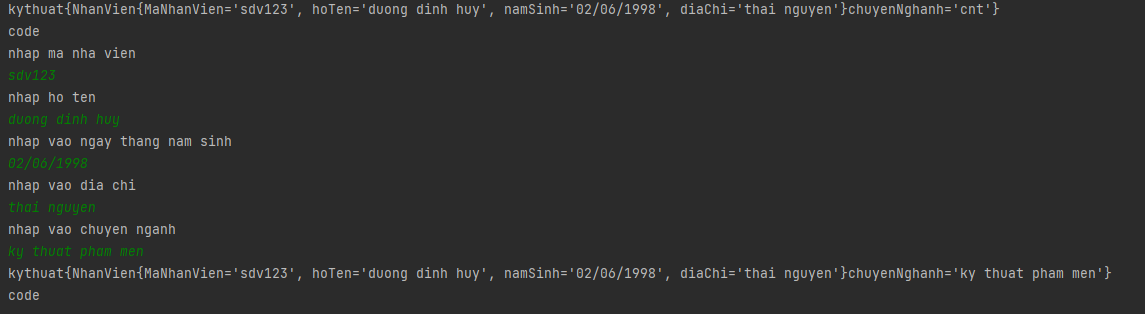 kythuat{NhanVien{MaNhanVien='sdv123', hoTen='duong dinh huy', namSinh='02/06/1998', diaChi='thai nguyen'}chuyenNghanh='cnt'}
code
nhap ma nha vien
sdv123
nhap ho ten
duong dinh huy
nhap vao ngay thang nam sinh
02/06/1998
nhap vao dia chi
thai nguyen
nhap vao chuyen nganh
ky thuat pham men
kythuat{NhanVien{MaNhanVien='sdv123', hoTen='duong dinh huy', namSinh='02/06/1998', diaChi='thai nguyen'}chuyenNghanh='ky thuat pham men'}
code